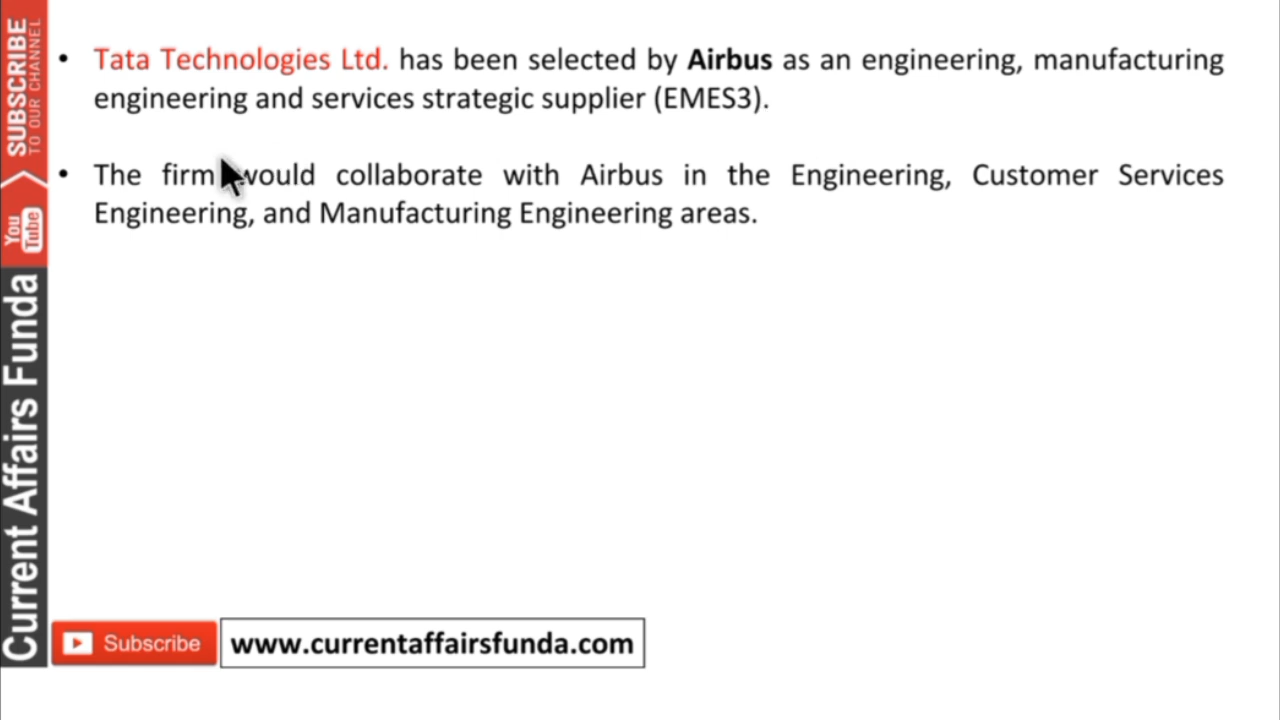 • Tata Technologies Ltd. has been selected by Airbus as an engineering, manufacturing
engineering and services strategic supplier (EMES3).
• The firm would collaborate with Airbus in the Engineering, Customer Services
Engineering, and Manufacturing Engineering areas.
SUBSCRIBE
TO OUR CHANNEL
You
Tube
Current Affairs Funda
Subscribe
www.currentaffairsfunda.com